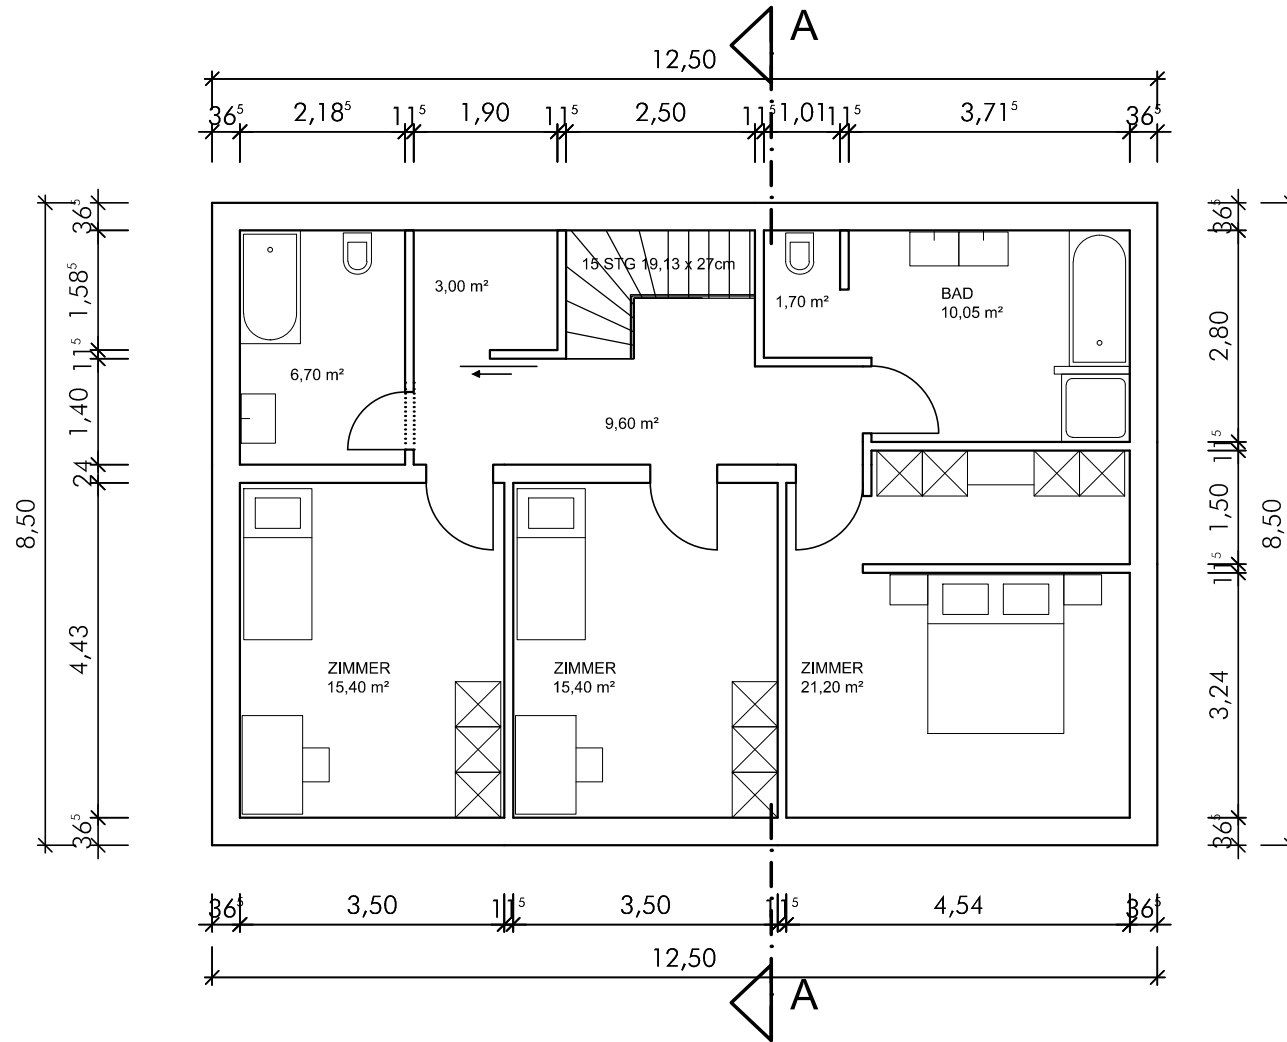 A
12,50
36⁵ 2,18⁵ 11⁵ 1,90 11⁵ 2,50 11⁵ 1,01 11⁵ 3,71⁵ 36⁵
36⁵
1,58⁵
11⁵
1,40
24
4,43
36⁵
8,50
15 STG 19,13 x 27cm
3,00 m²
1,70 m²
BAD
10,05 m²
6,70 m²
9,60 m²
ZIMMER
15,40 m²
ZIMMER
15,40 m²
ZIMMER
21,20 m²
36⁵
2,80
11⁵
1,50
11⁵
3,24
36⁵
8,50
36⁵ 3,50 11⁵ 3,50 11⁵ 4,54 36⁵
12,50
A